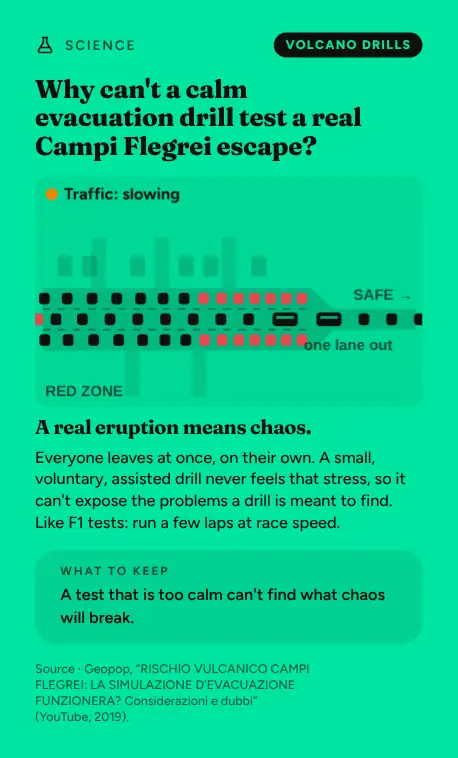 SCIENCE
VOLCANO DRILLS
Why can't a calm
evacuation drill test a real
Campi Flegrei escape?
Traffic: slowing
SAFE →
one lane out
RED ZONE
A real eruption means chaos.
Everyone leaves at once, on their own. A small,
voluntary, assisted drill never feels that stress, so it
can't expose the problems a drill is meant to find.
Like F1 tests: run a few laps at race speed.
WHAT TO KEEP
A test that is too calm can't find what chaos
will break.
Source · Geopop, “RISCHIO VULCANICO CAMPI
FLEGREI: LA SIMULAZIONE D'EVACUAZIONE
FUNZIONERA? Considerazioni e dubbi”
(YouTube, 2019).